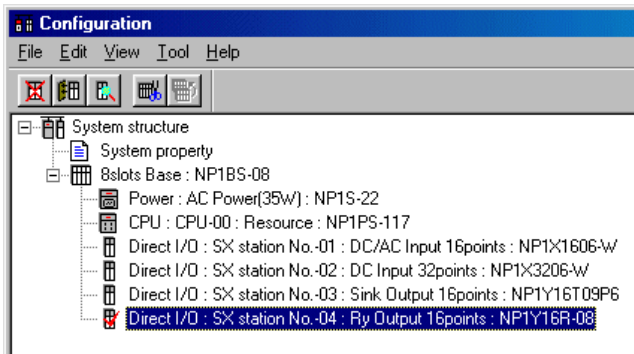 Configuration
File Edit View Tool Help
System structure
System property
8slots Base : NP1BS-08
Power : AC Power(35W) : NP1S-22
CPU : CPU-00 : Resource : NP1PS-117
Direct I/O : SX station No.-01 : DC/AC Input 16points : NP1X1606-W
Direct I/O : SX station No.-02 : DC Input 32points : NP1X3206-W
Direct I/O : SX station No.-03 : Sink Output 16points : NP1Y16T09P6
Direct I/O : SX station No.-04 : Ry Output 16points : NP1Y16R-08